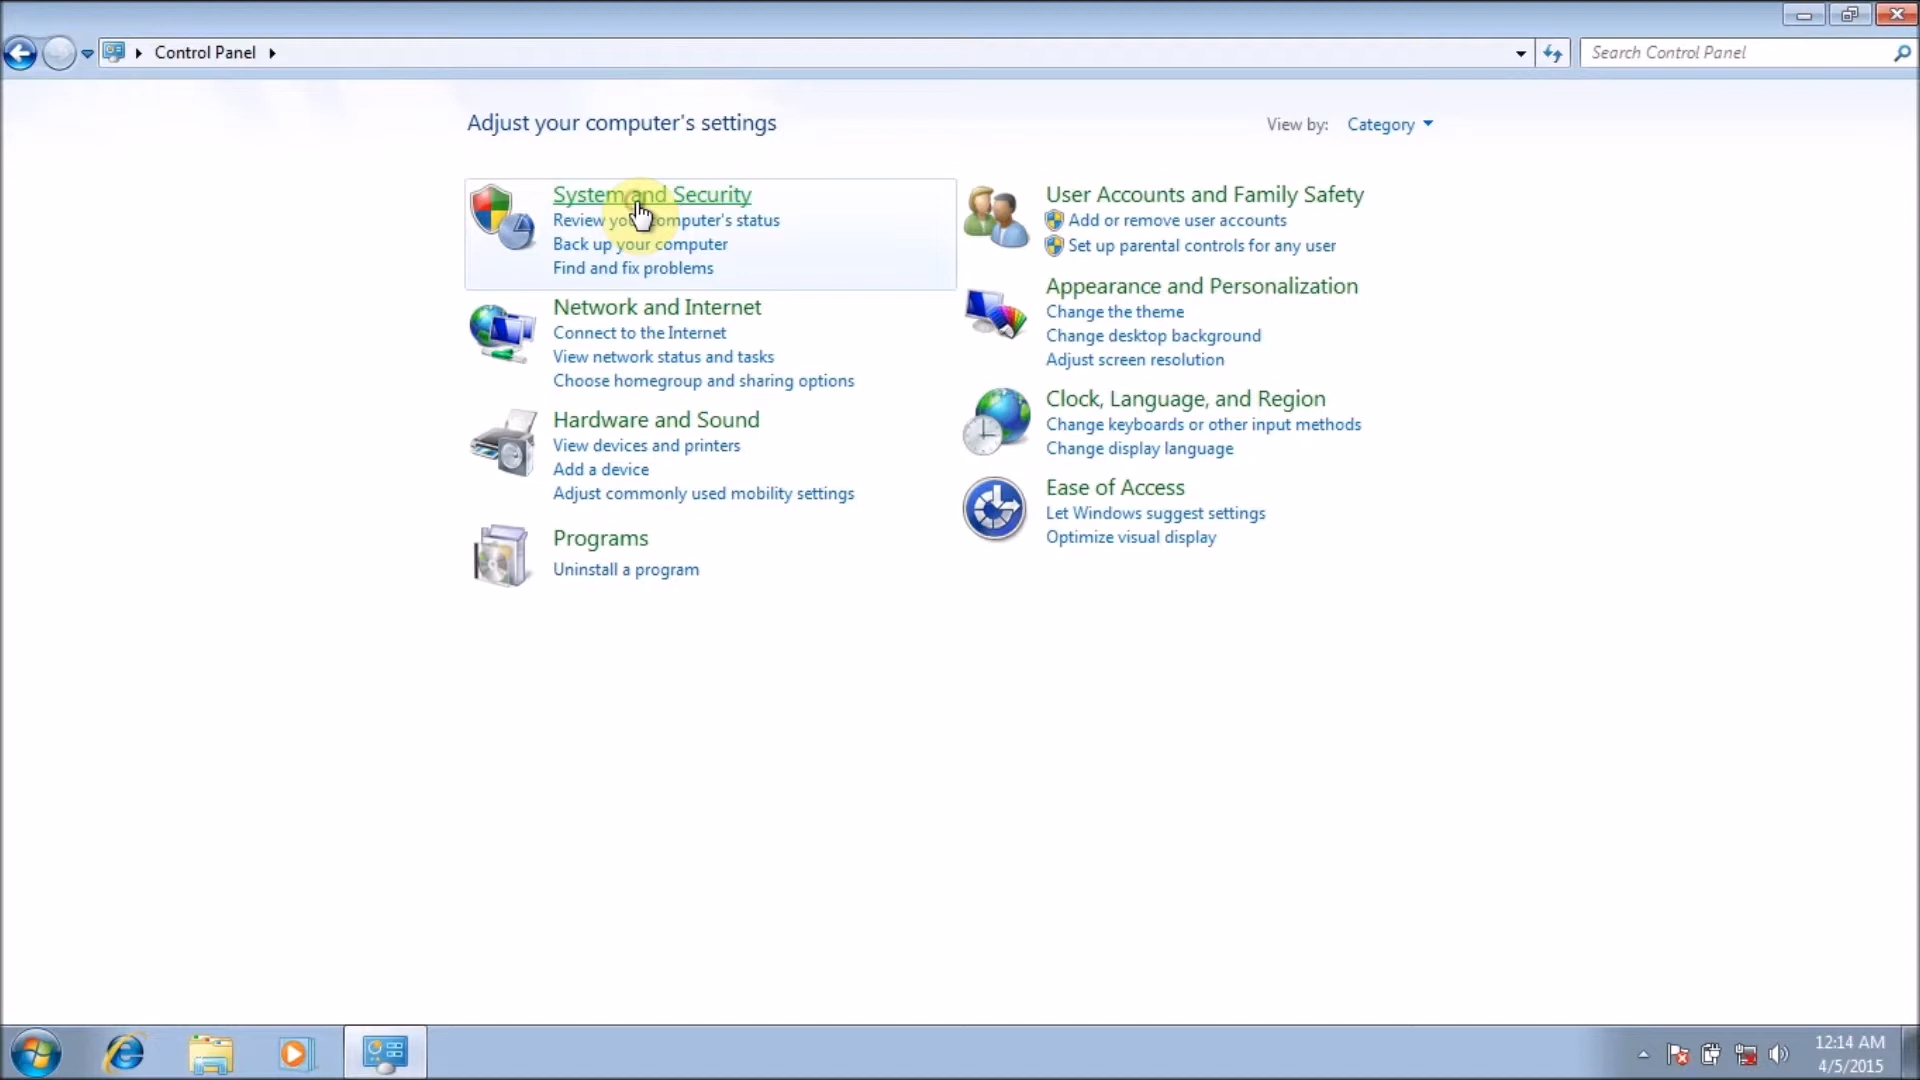 Control Panel
Search Control Panel
Adjust your computer's settings
View by: Category
System and Security
Review your computer's status
Back up your computer
Find and fix problems
Network and Internet
Connect to the Internet
View network status and tasks
Choose homegroup and sharing options
Hardware and Sound
View devices and printers
Add a device
Adjust commonly used mobility settings
Programs
Uninstall a program
User Accounts and Family Safety
Add or remove user accounts
Set up parental controls for any user
Appearance and Personalization
Change the theme
Change desktop background
Adjust screen resolution
Clock, Language, and Region
Change keyboards or other input methods
Change display language
Ease of Access
Let Windows suggest settings
Optimize visual display
12:14 AM
4/5/2015